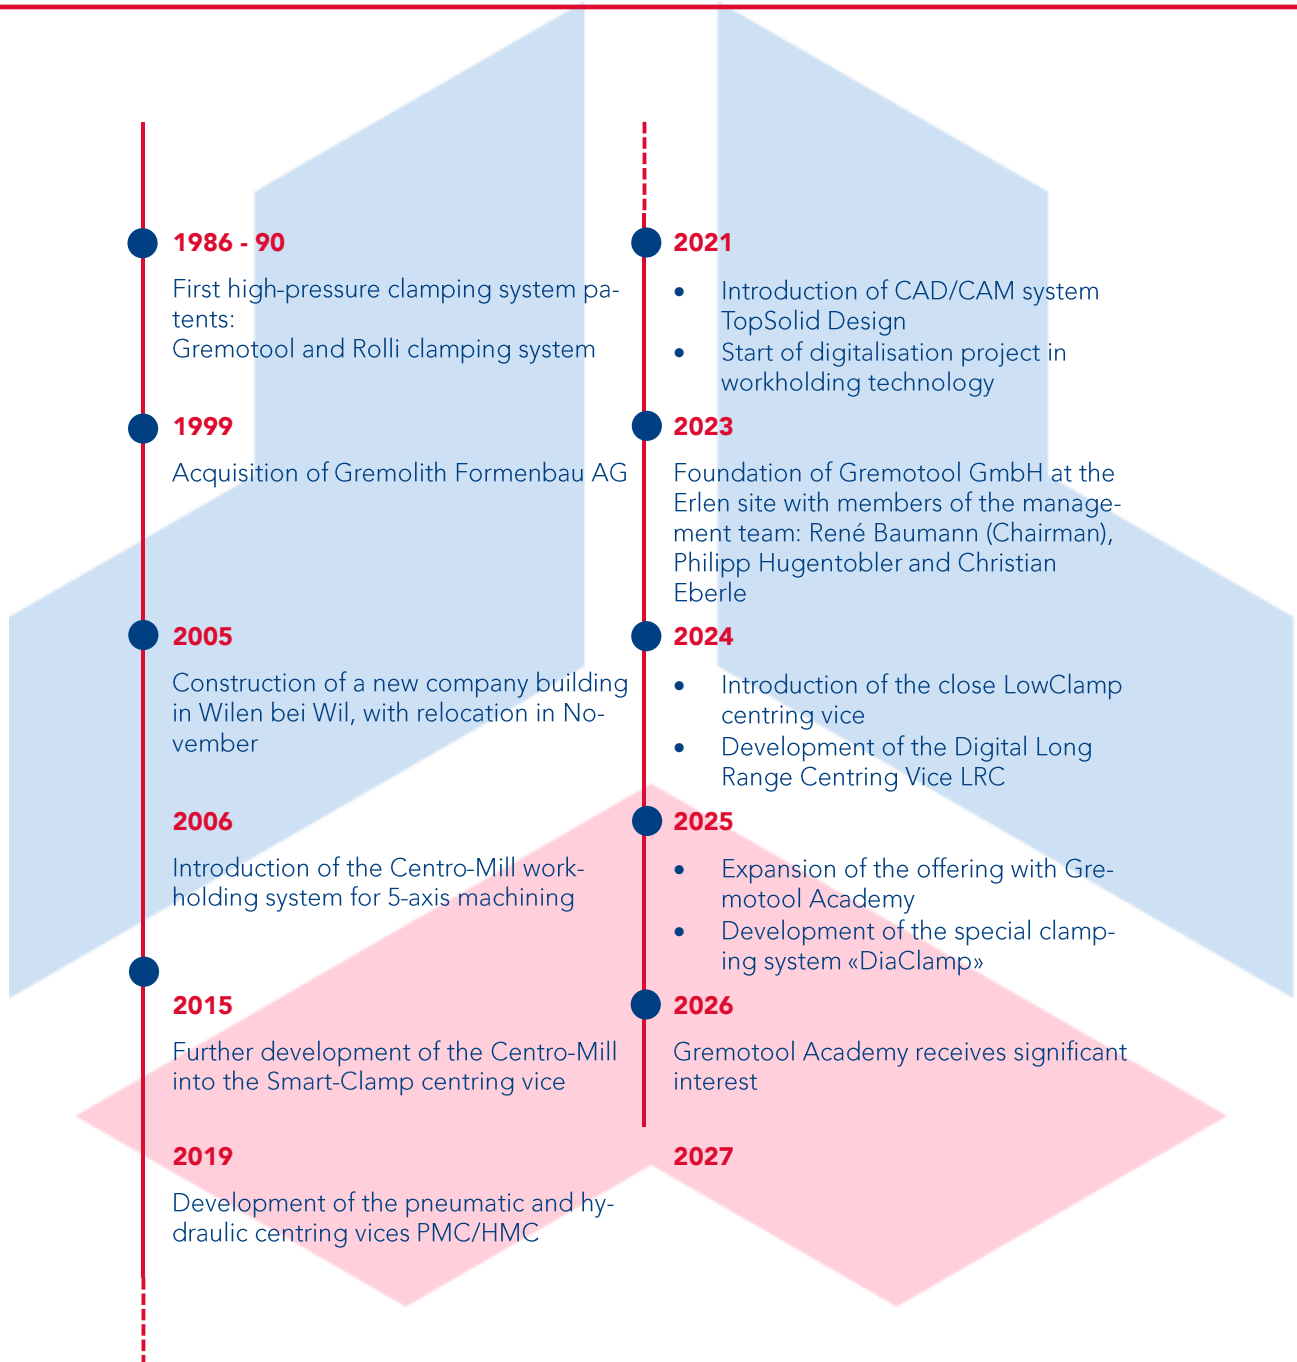 1986 - 90
First high-pressure clamping system pa-
tents:
Gremotool and Rolli clamping system
1999
Acquisition of Gremolith Formenbau AG
2005
Construction of a new company building
in Wilen bei Wil, with relocation in No-
vember
2006
Introduction of the Centro-Mill work-
holding system for 5-axis machining
2015
Further development of the Centro-Mill
into the Smart-Clamp centring vice
2019
Development of the pneumatic and hy-
draulic centring vices PMC/HMC
2021
• Introduction of CAD/CAM system
TopSolid Design
• Start of digitalisation project in
workholding technology
2023
Foundation of Gremotool GmbH at the
Erlen site with members of the manage-
ment team: René Baumann (Chairman),
Philipp Hugentobler and Christian
Eberle
2024
• Introduction of the close LowClamp
centring vice
• Development of the Digital Long
Range Centring Vice LRC
2025
• Expansion of the offering with Gre-
motool Academy
• Development of the special clamp-
ing system «DiaClamp»
2026
Gremotool Academy receives significant
interest
2027